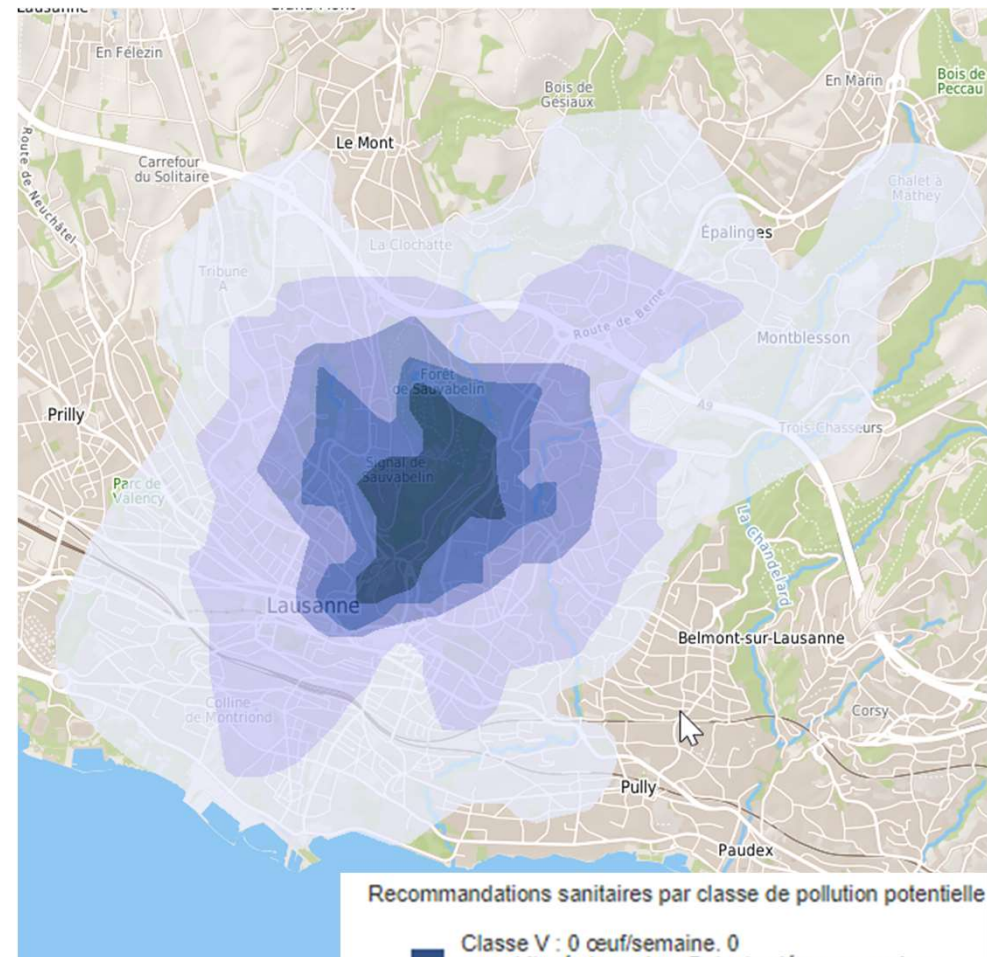 Lausanne
En Félezin
En Marin
Bois de
Peccau
Bois de
Gésiaux
Le Mont
Carrefour
du Solitaire
Route de Neuchâtel
Chalet à
Mathey
Épalinges
La Clochatte
Tribune
A
Route de Berne
Montblesson
Forêt
de Sauvabelin
A9
Trois-Chasseurs
Prilly
Signal de
Sauvabelin
Parc de
Valency
La Chandelard
Lausanne
Belmont-sur-Lausanne
Colline
de Montriond
Corsy
Pully
Paudex
Recommandations sanitaires par classe de pollution potentielle
Classe V : 0 œuf/semaine. 0